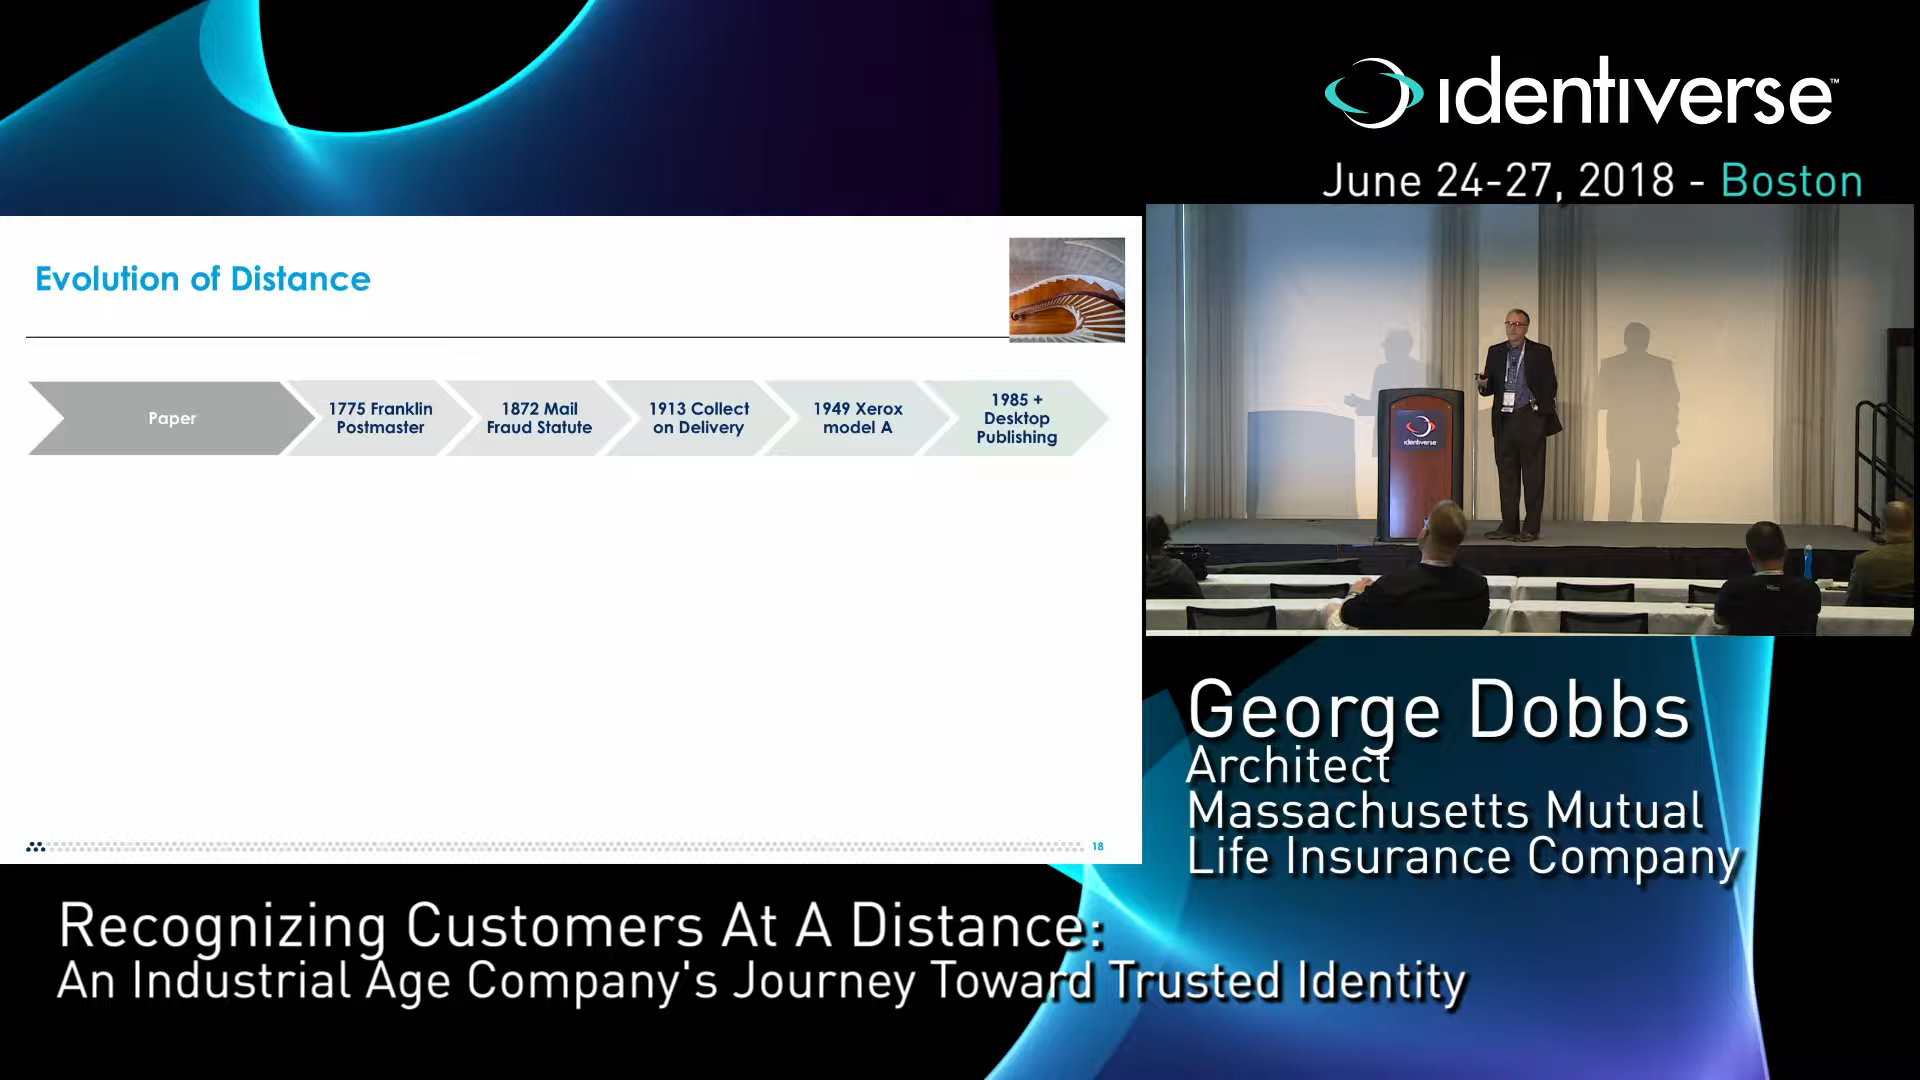 identiverse™
June 24-27, 2018 - Boston
Evolution of Distance
Paper
1775 Franklin
Postmaster
1872 Mail
Fraud Statute
1913 Collect
on Delivery
1949 Xerox
model A
1985 +
Desktop
Publishing
18
identiverse
George Dobbs
Architect
Massachusetts Mutual
Life Insurance Company
Recognizing Customers At A Distance:
An Industrial Age Company's Journey Toward Trusted Identity